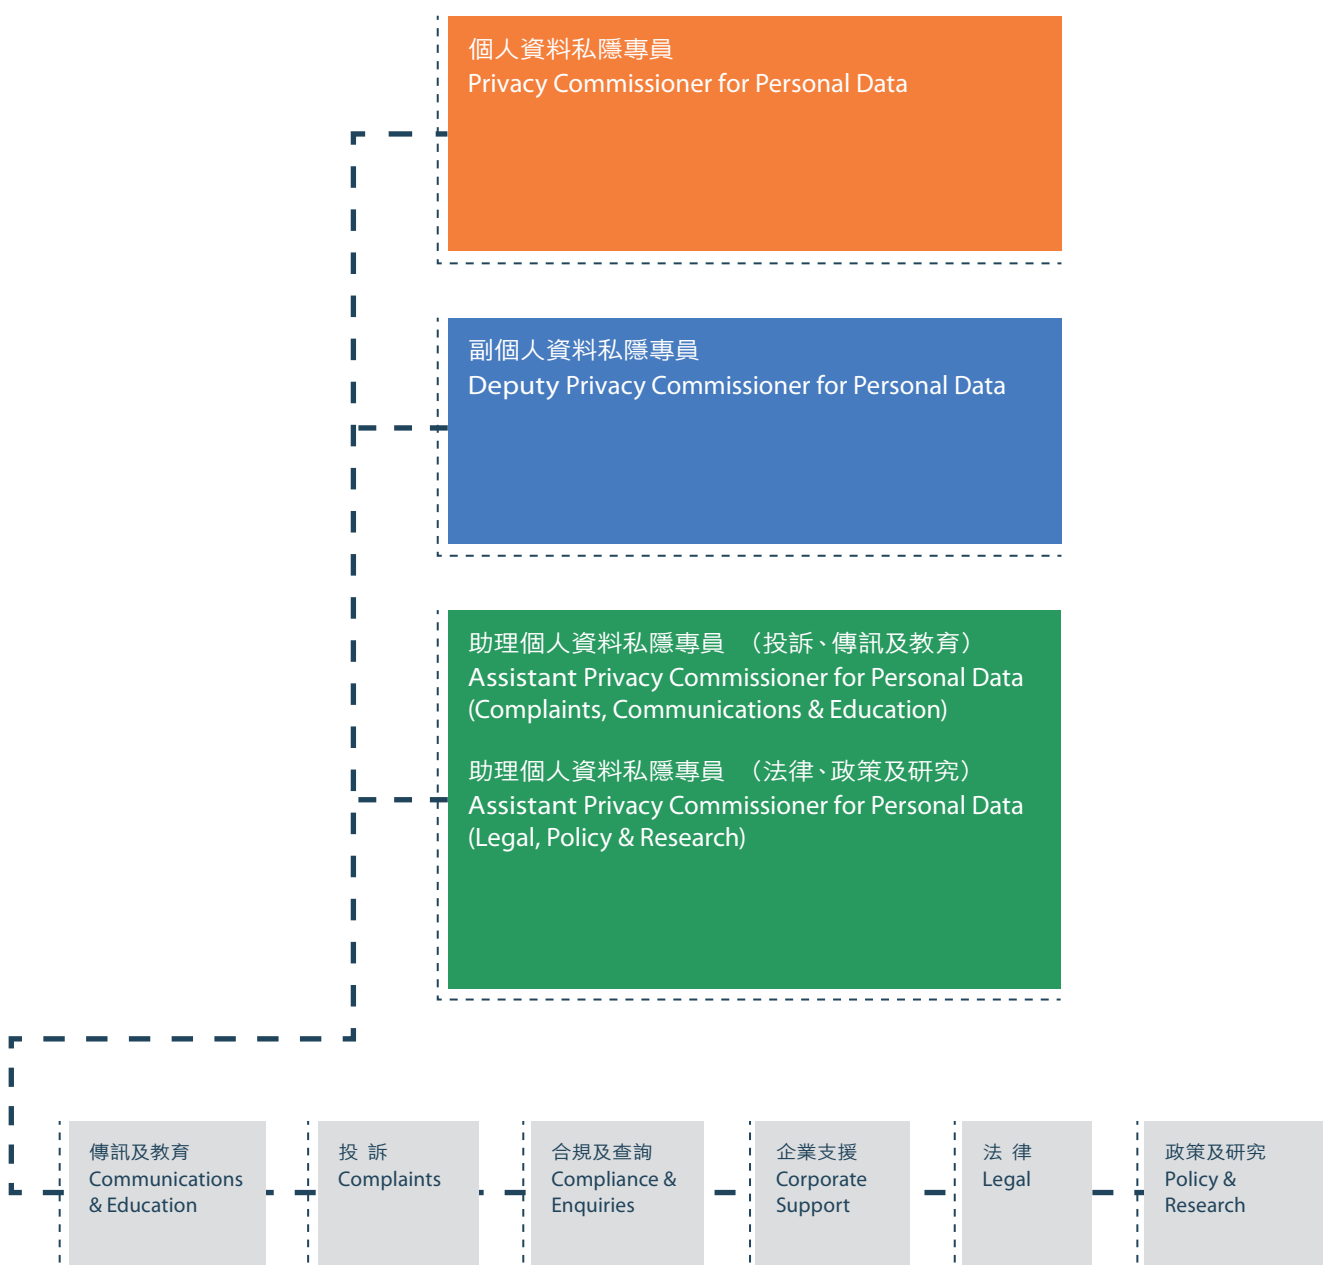 個人資料私隱專員
Privacy Commissioner for Personal Data
副個人資料私隱專員
Deputy Privacy Commissioner for Personal Data
助理個人資料私隱專員 （投訴、傳訊及教育）
Assistant Privacy Commissioner for Personal Data
(Complaints, Communications & Education)
助理個人資料私隱專員 （法律、政策及研究）
Assistant Privacy Commissioner for Personal Data
(Legal, Policy & Research)
傳訊及教育
Communications
& Education
投 訴
Complaints
合規及查詢
Compliance &
Enquiries
企業支援
Corporate
Support
法 律
Legal
政策及研究
Policy &
Research